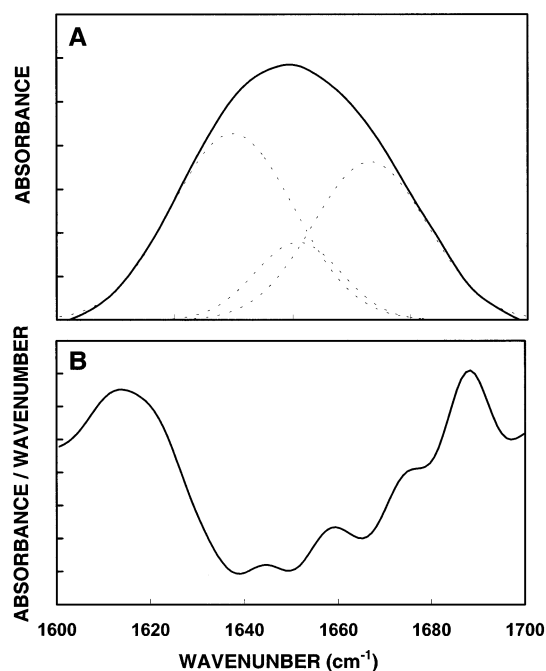 A
ABSORBANCE
B
ABSORBANCE / WAVENUMBER
1600 1620 1640 1660 1680 1700
WAVENUNBER (cm-1)